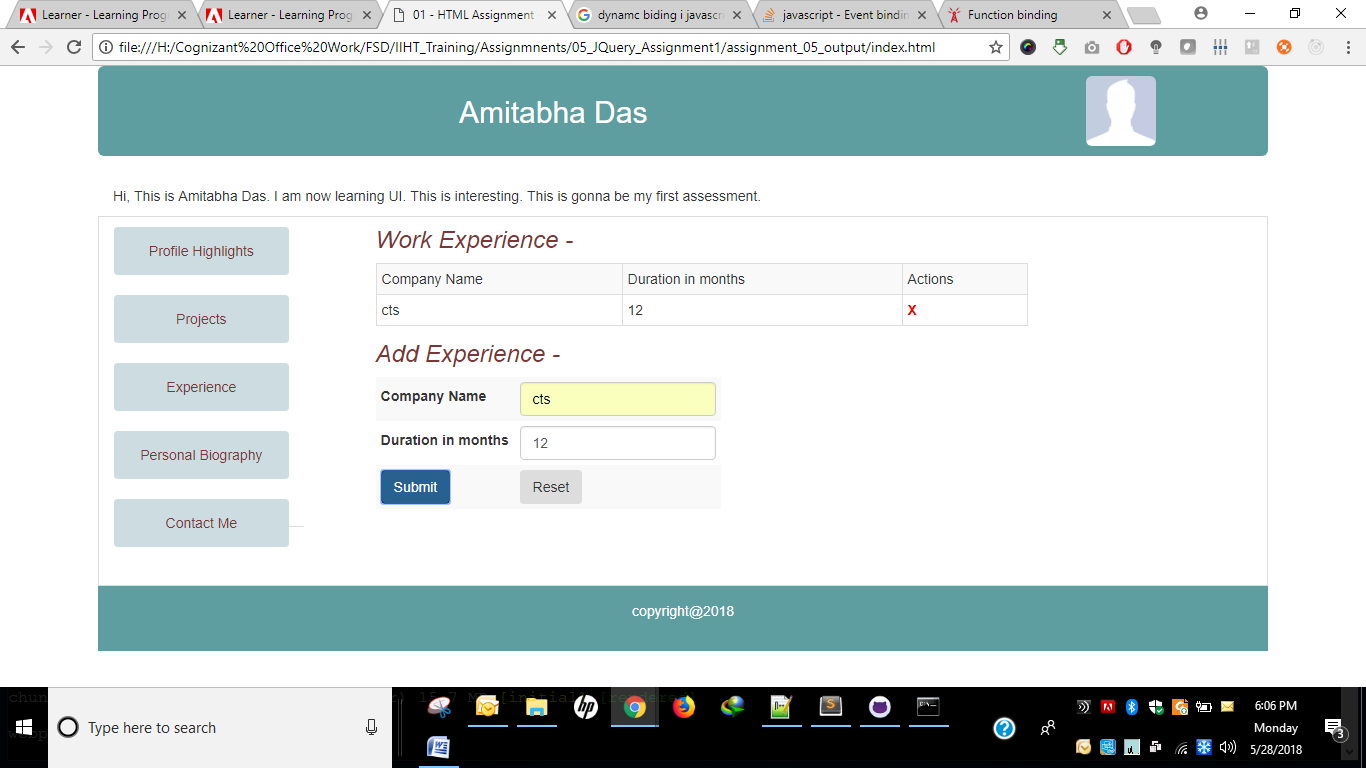 Learner - Learning Prog
Learner - Learning Prog
01 - HTML Assignment
dynamc biding i javascr
javascript - Event bindin
Function binding
file:///H:/Cognizant%20Office%20Work/FSD/IIHT_Training/Assignmnents/05_JQuery_Assignment1/assignment_05_output/index.html
Amitabha Das
Hi, This is Amitabha Das. I am now learning UI. This is interesting. This is gonna be my first assessment.
Profile Highlights
Projects
Experience
Personal Biography
Contact Me
Work Experience -
Company Name Duration in months Actions
cts 12 X
Add Experience -
Company Name cts
Duration in months 12
Submit Reset
copyright@2018
Type here to search
6:06 PM
Monday
5/28/2018
3